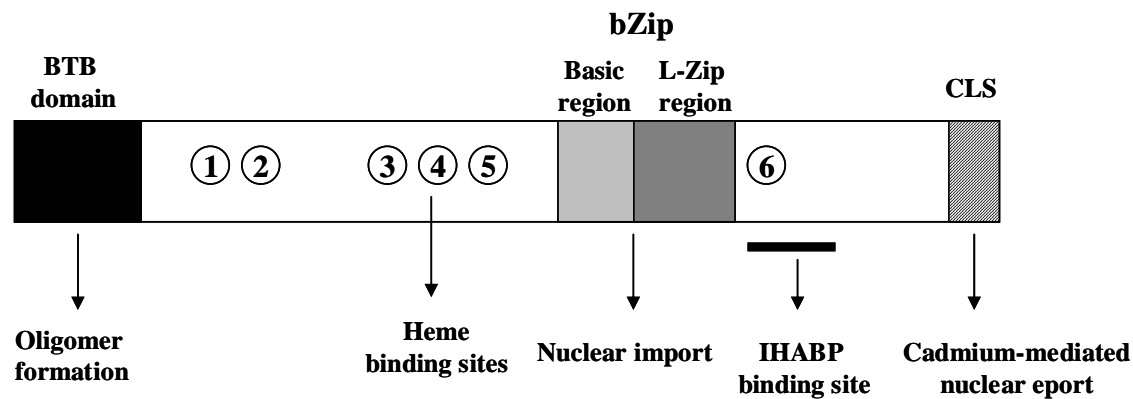 bZip
BTB
domain
Basic
region
L-Zip
region
CLS
1 2 3 4 5 6
Oligomer
formation
Heme
binding sites
Nuclear import
IHABP
binding site
Cadmium-mediated
nuclear eport